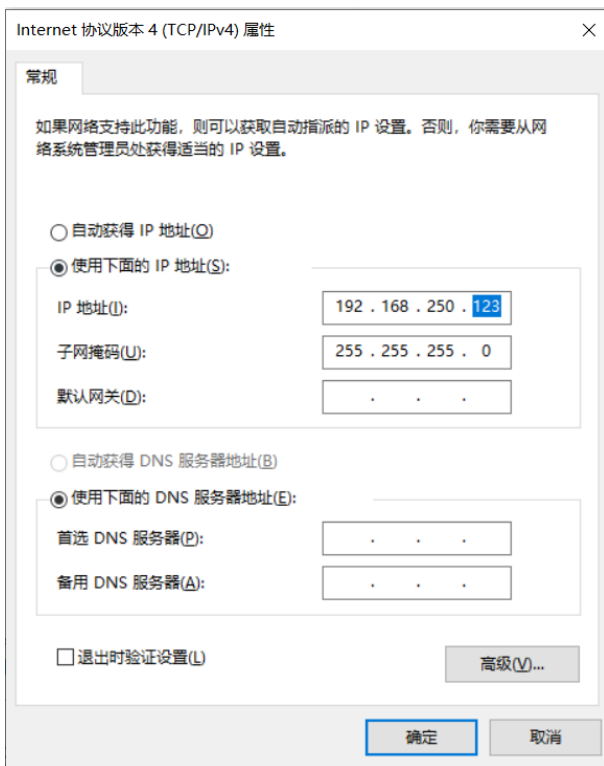 Internet 协议版本 4 (TCP/IPv4) 属性
常规
如果网络支持此功能，则可以获取自动指派的 IP 设置。否则，你需要从网
络系统管理员处获得适当的 IP 设置。
自动获得 IP 地址(O)
使用下面的 IP 地址(S):
IP 地址(I): 192 . 168 . 250 . 123
子网掩码(U): 255 . 255 . 255 . 0
默认网关(D): . . .
自动获得 DNS 服务器地址(B)
使用下面的 DNS 服务器地址(E):
首选 DNS 服务器(P): . . .
备用 DNS 服务器(A): . . .
退出时验证设置(L)
高级(V)...
确定 取消